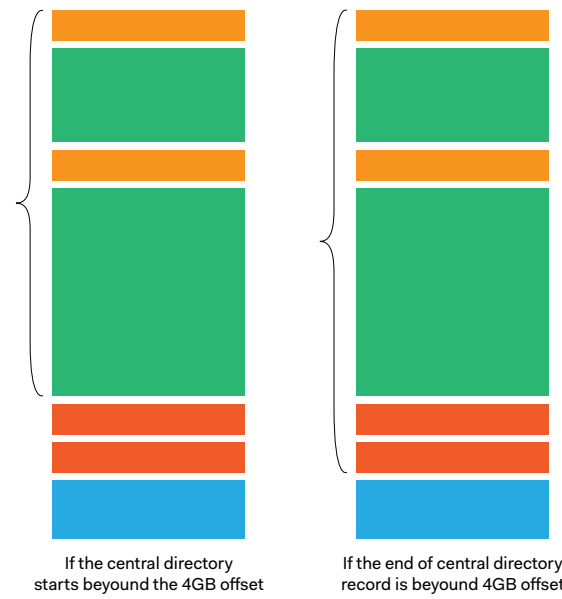 If the central directory
starts beyound the 4GB offset
If the end of central directory
record is beyound 4GB offset